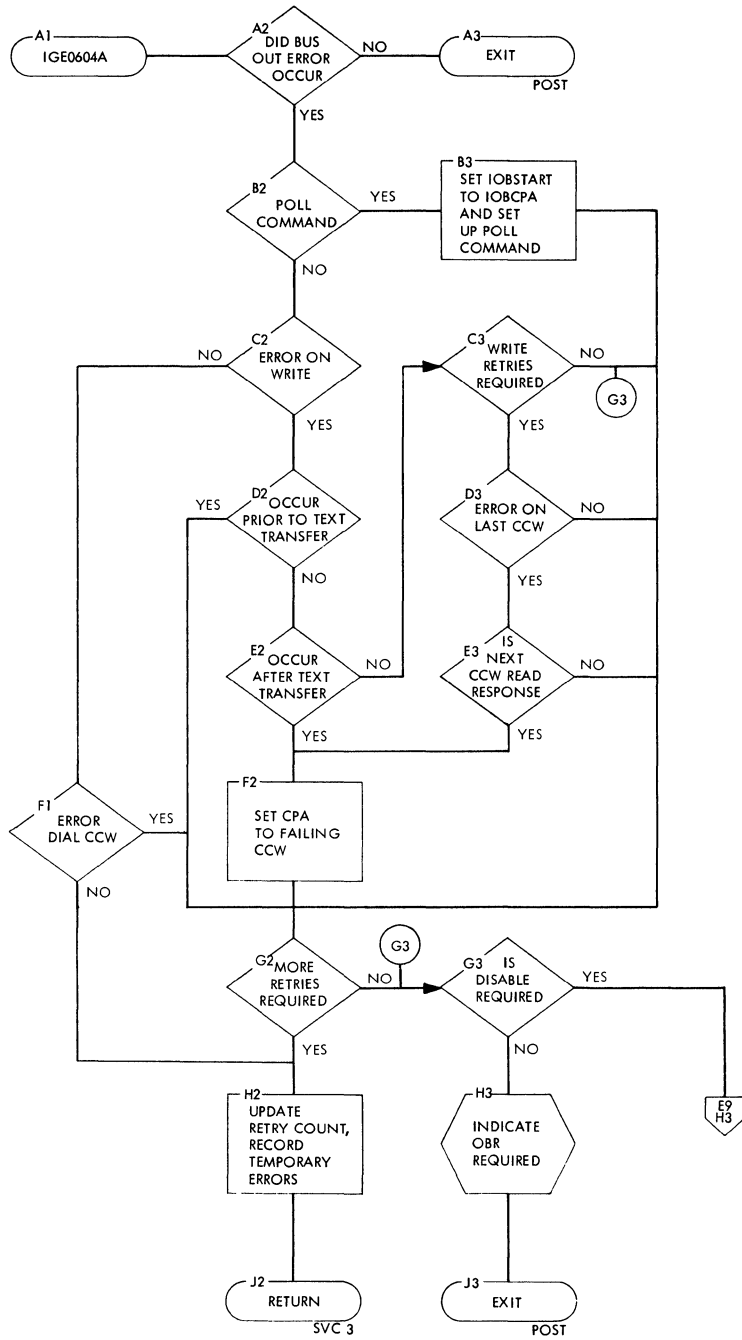 A1
IGE0604A
A2
DID BUS
OUT ERROR
OCCUR
NO
A3
EXIT
POST
YES
B2
POLL
COMMAND
YES
B3
SET IOBSTART
TO IOBCPA
AND SET
UP POLL
COMMAND
NO
C2
ERROR ON
WRITE
NO
YES
C3
WRITE
RETRIES
REQUIRED
NO
G3
YES
D2
OCCUR
PRIOR TO TEXT
TRANSFER
YES
NO
D3
ERROR ON
LAST CCW
NO
YES
E2
OCCUR
AFTER TEXT
TRANSFER
NO
YES
E3
IS
NEXT
CCW READ
RESPONSE
NO
YES
F1
ERROR
DIAL CCW
YES
NO
F2
SET CPA
TO FAILING
CCW
G2
MORE
RETRIES
REQUIRED
NO
YES
G3
G3
IS
DISABLE
REQUIRED
YES
NO
E9
H3
H2
UPDATE
RETRY COUNT,
RECORD
TEMPORARY
ERRORS
H3
INDICATE
OBR
REQUIRED
J2
RETURN
SVC 3
J3
EXIT
POST